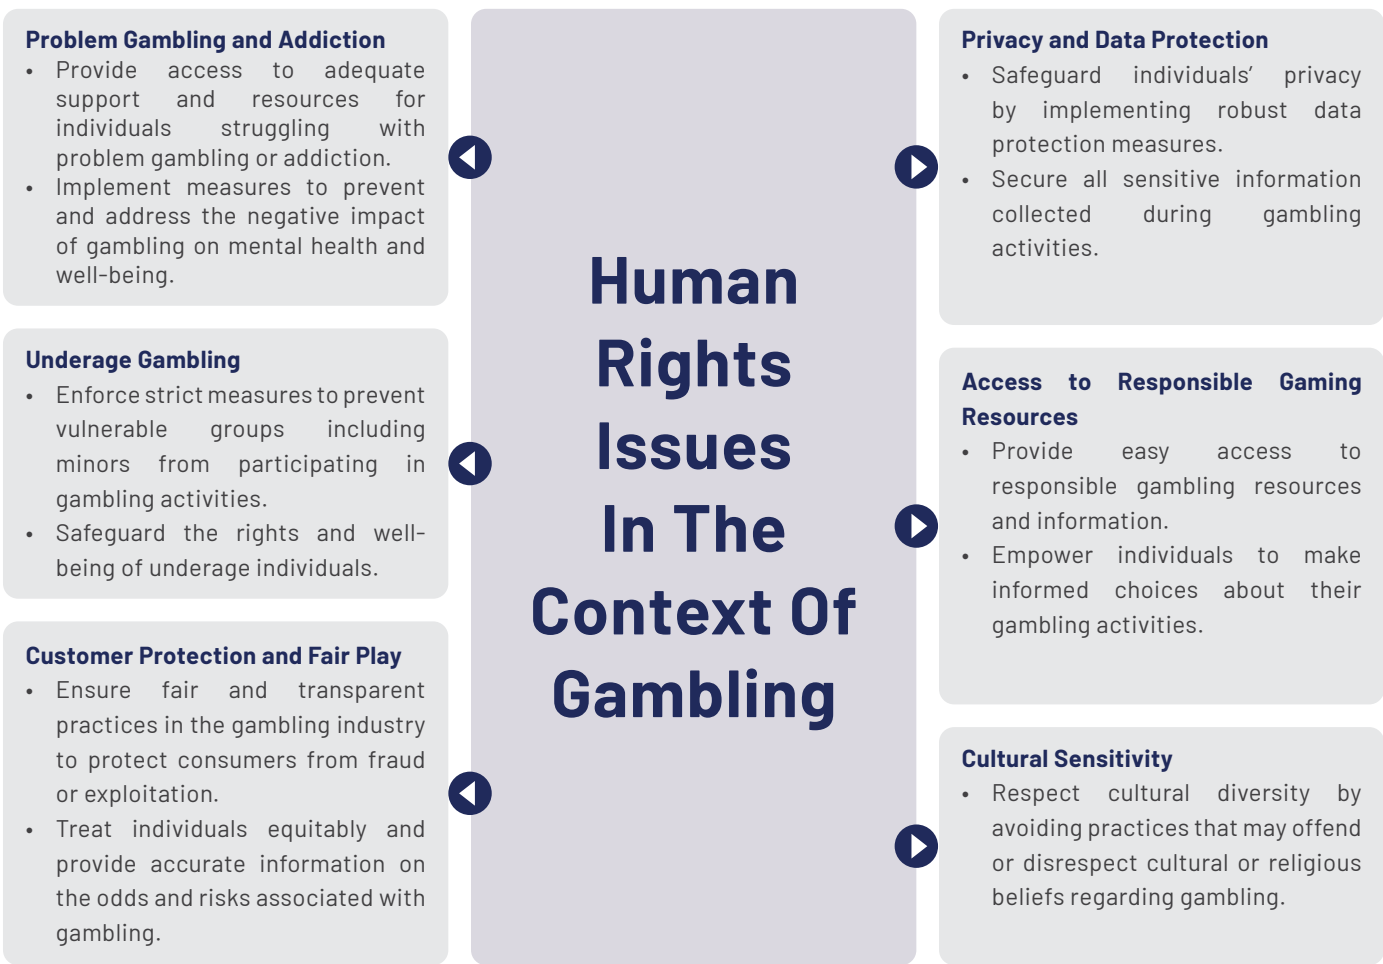 Problem Gambling and Addiction
• Provide access to adequate
support and resources for
individuals struggling with
problem gambling or addiction.
• Implement measures to prevent
and address the negative impact
of gambling on mental health and
well-being.
Underage Gambling
• Enforce strict measures to prevent
vulnerable groups including
minors from participating in
gambling activities.
• Safeguard the rights and well-
being of underage individuals.
Customer Protection and Fair Play
• Ensure fair and transparent
practices in the gambling industry
to protect consumers from fraud
or exploitation.
• Treat individuals equitably and
provide accurate information on
the odds and risks associated with
gambling.
Human
Rights
Issues
In The
Context Of
Gambling
Privacy and Data Protection
• Safeguard individuals’ privacy
by implementing robust data
protection measures.
• Secure all sensitive information
collected during gambling
activities.
Access to Responsible Gaming
Resources
• Provide easy access to
responsible gambling resources
and information.
• Empower individuals to make
informed choices about their
gambling activities.
Cultural Sensitivity
• Respect cultural diversity by
avoiding practices that may offend
or disrespect cultural or religious
beliefs regarding gambling.